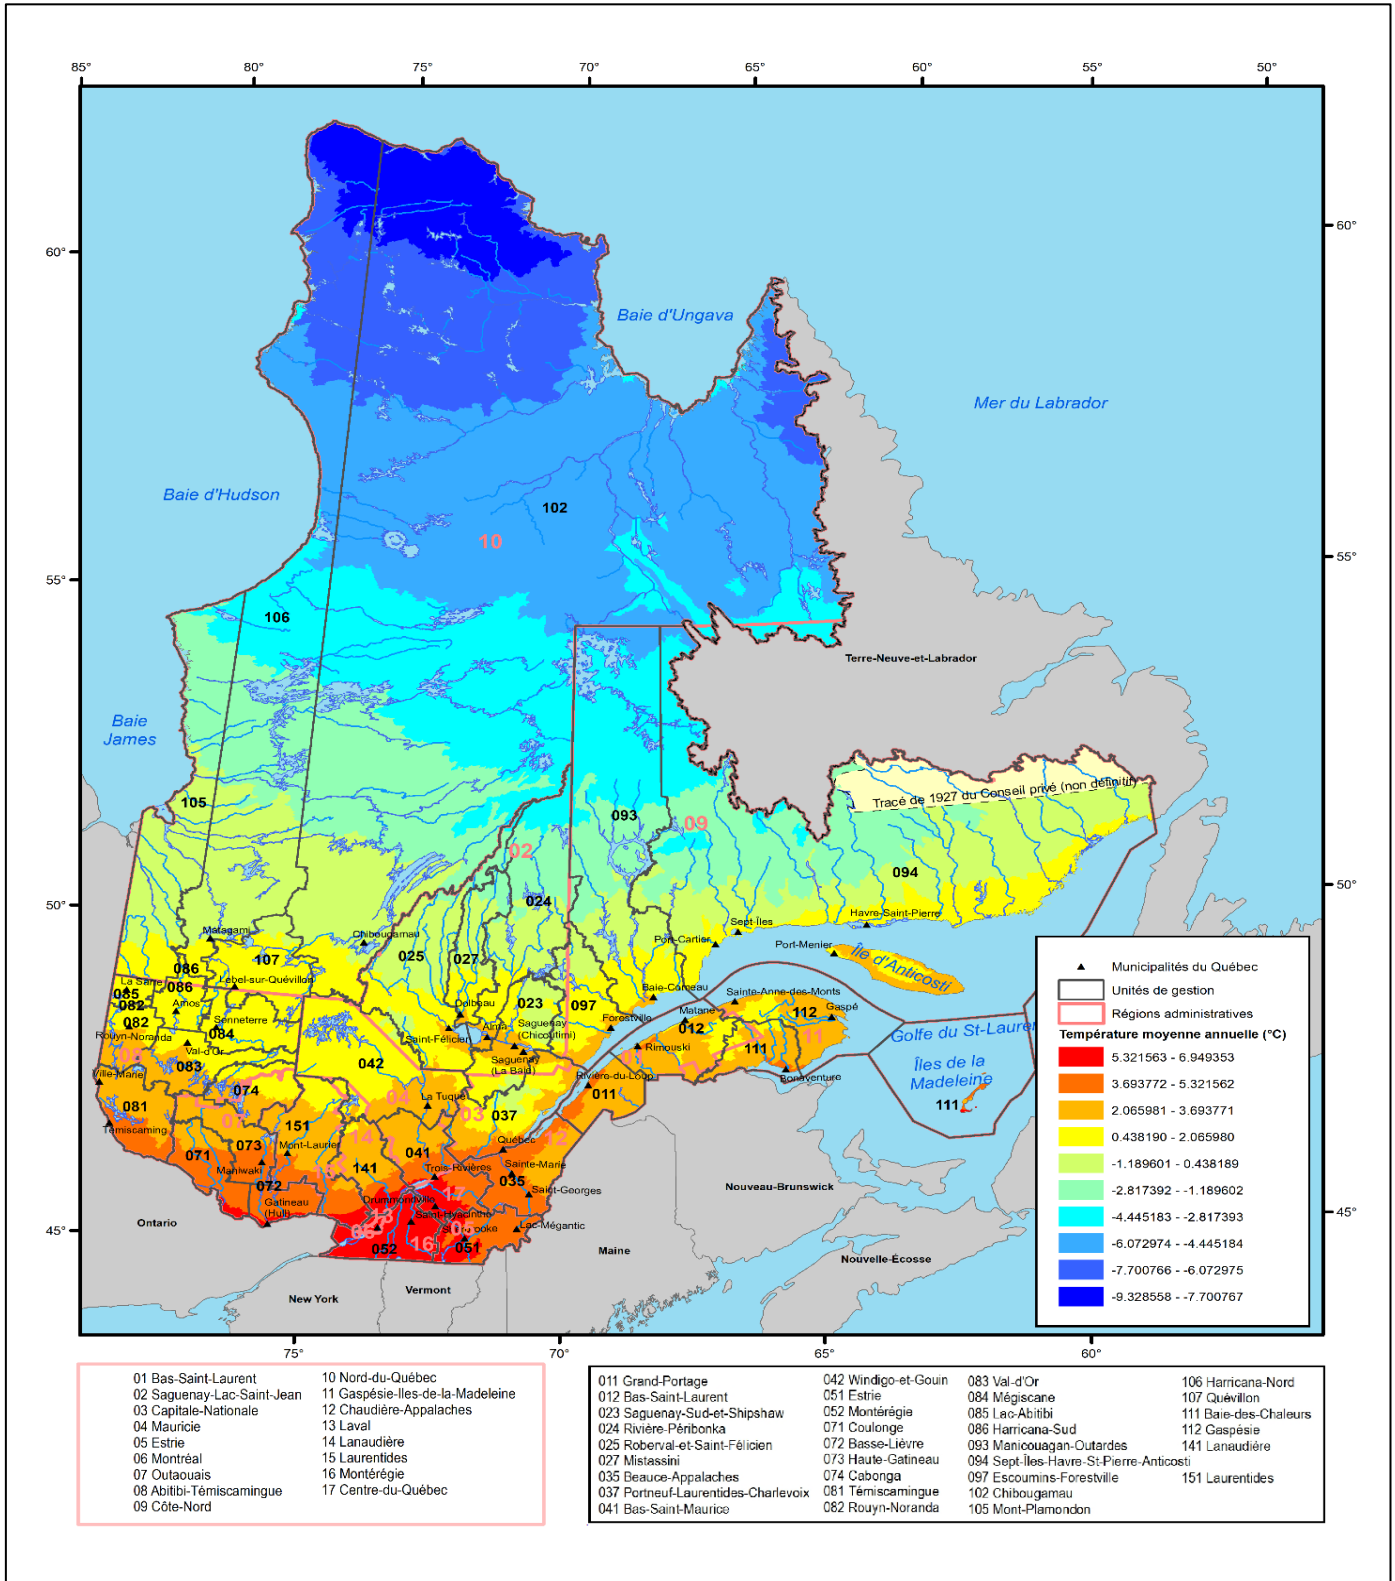 85° 80° 75° 70° 65° 60° 55° 50°
60°
60°
Baie d'Ungava
Mer du Labrador
Baie d'Hudson
102
10
55°
55°
106
Terre-Neuve-et-Labrador
Baie
James
Tracé de 1927 du Conseil privé (non définitif)
105
093
09
02
094
50°
50°
024
Havre-Saint-Pierre
Sept-Îles
Matagami
Chibougamau
Port-Cartier
Port-Menier
025
027
107
Île d'Anticosti
086
Lebel-sur-Quévillon
La Sarre
086
085
Baie-Comeau
Sainte-Anne-des-Monts
082
Amos
Dolbeau
023
097
Matane
Gaspé
112
082
Senneterre
Alma
Saguenay
(Chicoutimi)
Forestville
012
Golfe du St-Lauren
Rouyn-Noranda
084
Saint-Félicien
11
Val-d'Or
Rimouski
111
08
01
Saguenay
(La Baie)
083
042
Îles de la
Madeleine
Ville-Marie
Rivière-du-Loup
Bonaventure
074
04
011
111
081
La Tuque
03
037
07
151
Témiscaming
14
12
073
Mont-Laurier
Québec
071
041
Maniwaki
15
141
Trois-Rivières
Sainte-Marie
072
035
Saint-Georges
17
Nouveau-Brunswick
Gatineau
(Hull)
Drummondville
Saint-Hyacinthe
Ontario
13
05
Lac-Mégantic
45°
45°
06
052
16
051
Maine
Nouvelle-Écosse
Vermont
New York
75° 70° 65° 60°
Municipalités du Québec
Unités de gestion
Régions administratives
Température moyenne annuelle (°C)
5.321563 - 6.949353
3.693772 - 5.321562
2.065981 - 3.693771
0.438190 - 2.065980
-1.189601 - 0.438189
-2.817392 - -1.189602
-4.445183 - -2.817393
-6.072974 - -4.445184
-7.700766 - -6.072975
-9.328558 - -7.700767
01 Bas-Saint-Laurent
02 Saguenay-Lac-Saint-Jean
03 Capitale-Nationale
04 Mauricie
05 Estrie
06 Montréal
07 Outaouais
08 Abitibi-Témiscamingue
09 Côte-Nord
10 Nord-du-Québec
11 Gaspésie-Iles-de-la-Madeleine
12 Chaudière-Appalaches
13 Laval
14 Lanaudière
15 Laurentides
16 Montérégie
17 Centre-du-Québec
011 Grand-Portage
012 Bas-Saint-Laurent
023 Saguenay-Sud-et-Shipshaw
024 Rivière-Péribonka
025 Roberval-et-Saint-Félicien
027 Mistassini
035 Beauce-Appalaches
037 Portneuf-Laurentides-Charlevoix
041 Bas-Saint-Maurice
042 Windigo-et-Gouin
051 Estrie
052 Montérégie
071 Coulonge
072 Basse-Lièvre
073 Haute-Gatineau
074 Cabonga
081 Témiscamingue
082 Rouyn-Noranda
083 Val-d'Or
084 Mégiscane
085 Lac-Abitibi
086 Harricana-Sud
093 Manicouagan-Outardes
094 Sept-Îles-Havre-St-Pierre-Anticosti
097 Escoumins-Forestville
102 Chibougamau
105 Mont-Plamondon
106 Harricana-Nord
107 Quévillon
111 Baie-des-Chaleurs
112 Gaspésie
141 Lanaudière
151 Laurentides